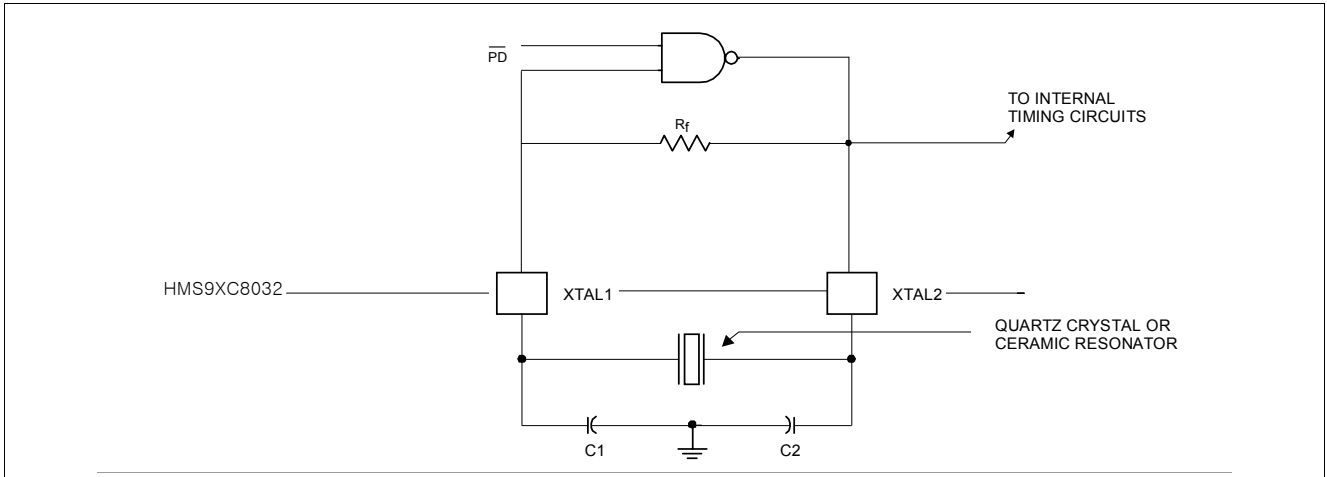 PD
Rf
TO INTERNAL
TIMING CIRCUITS
HMS9XC8032
XTAL1
XTAL2
QUARTZ CRYSTAL OR
CERAMIC RESONATOR
C1
C2